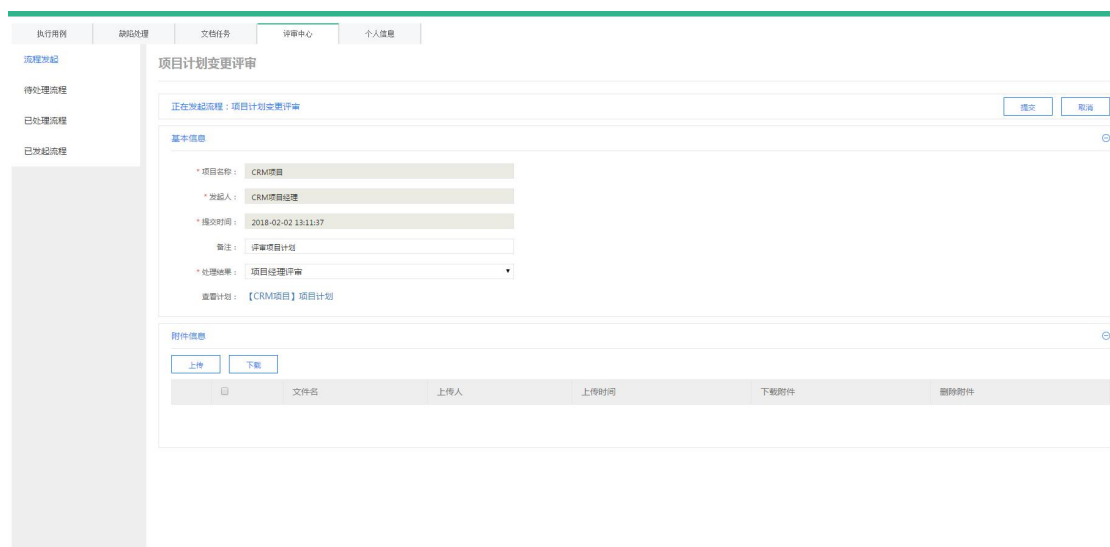 执行用例 缺陷处理 文档任务 评审中心 个人信息
流程发起
待处理流程
已处理流程
已发起流程
项目计划变更评审
正在发起流程：项目计划变更评审 提交 取消
基本信息
* 项目名称： CRM项目
* 发起人： CRM项目经理
* 提交时间： 2018-02-02 13:11:37
备注： 评审项目计划
* 处理结果： 项目经理评审
查看计划： 【CRM项目】项目计划
附件信息
上传 下载
文件名 上传人 上传时间 下载附件 删除附件